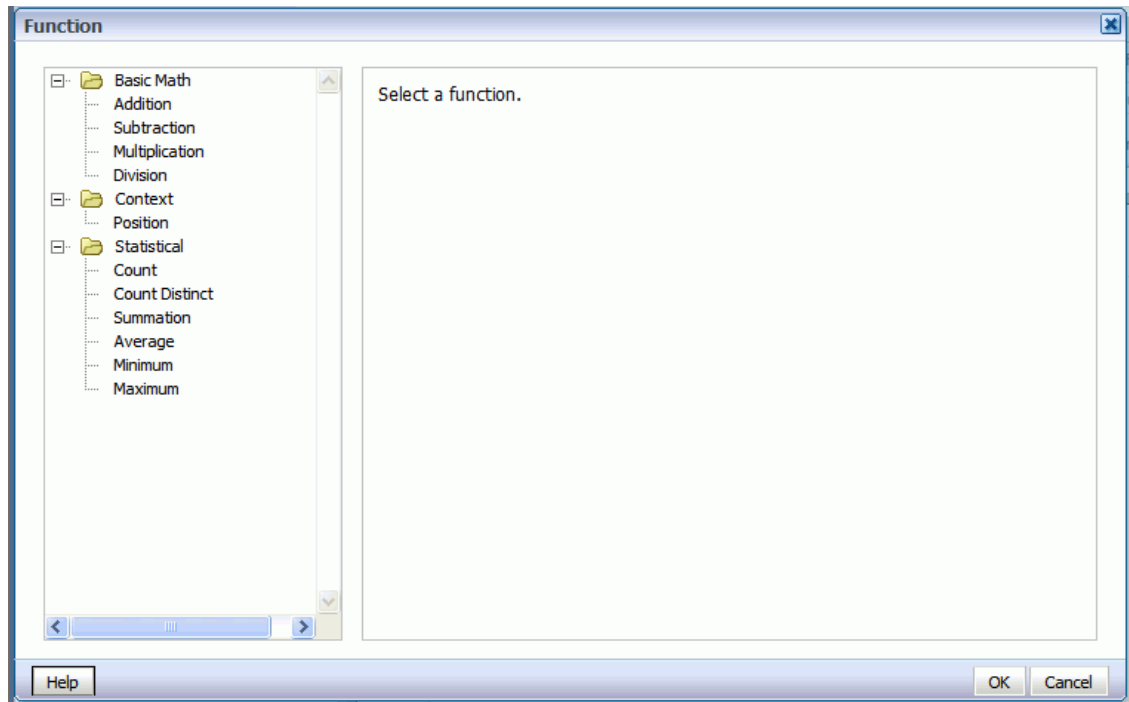 Function
Basic Math
Addition
Subtraction
Multiplication
Division
Context
Position
Statistical
Count
Count Distinct
Summation
Average
Minimum
Maximum
Select a function.
Help
OK
Cancel